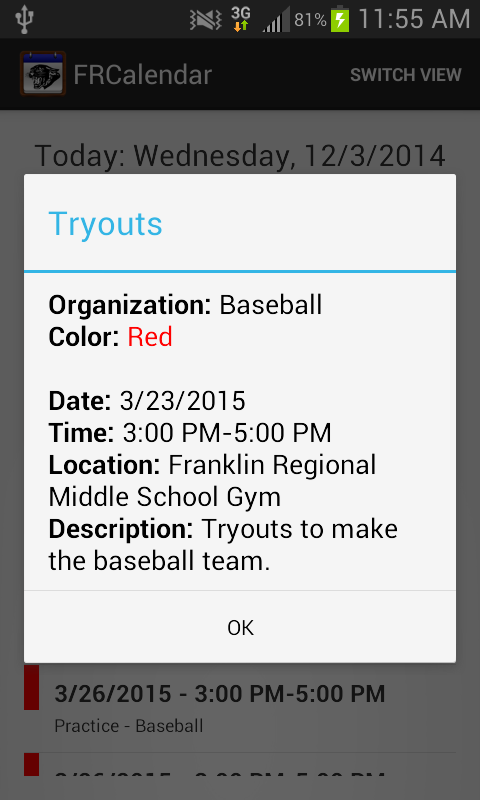 3G 81% 11:55 AM
FRCalendar SWITCH VIEW
Today: Wednesday, 12/3/2014
Tryouts
Organization: Baseball
Color: Red
Date: 3/23/2015
Time: 3:00 PM-5:00 PM
Location: Franklin Regional
Middle School Gym
Description: Tryouts to make
the baseball team.
OK
3/26/2015 - 3:00 PM-5:00 PM
Practice - Baseball